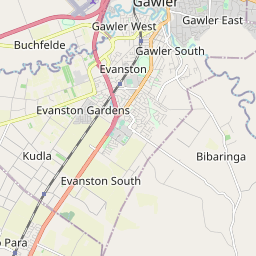 Gawler
Gawler West
Gawler East
Buchfelde
Gawler South
Evanston
Evanston Gardens
Kudla
Bibaringa
Evanston South
Para